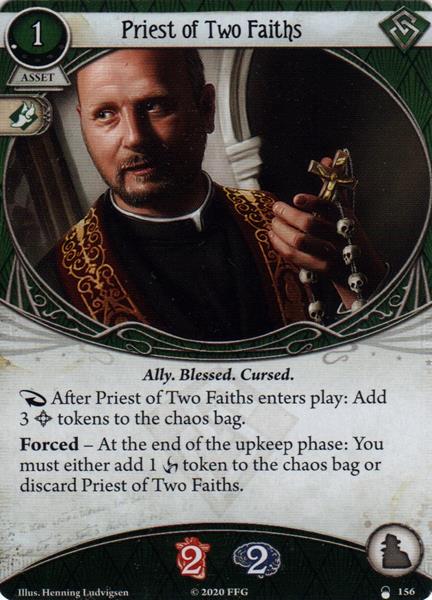 Priest of Two Faiths
1
ASSET
Ally. Blessed. Cursed.
After Priest of Two Faiths enters play: Add
3 tokens to the chaos bag.
Forced – At the end of the upkeep phase: You
must either add 1 token to the chaos bag or
discard Priest of Two Faiths.
2 2
Illus. Henning Ludvigsen © 2020 FFG 156